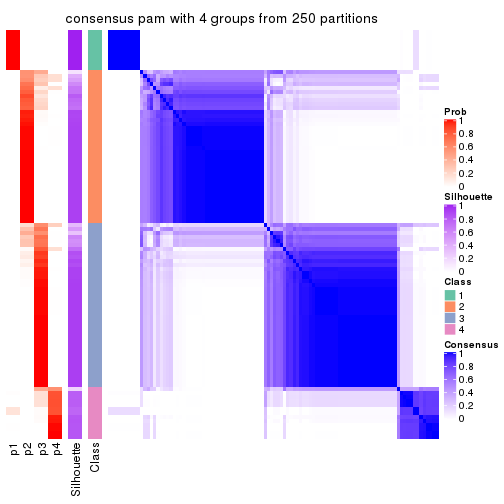 consensus pam with 4 groups from 250 partitions
Prob
1
0.8
0.6
0.4
0.2
0
Silhouette
1
0.8
0.6
0.4
0.2
0
Class
1
2
3
4
Consensus
1
0.8
0.6
0.4
0.2
0
p1
p2
p3
p4
Silhouette
Class